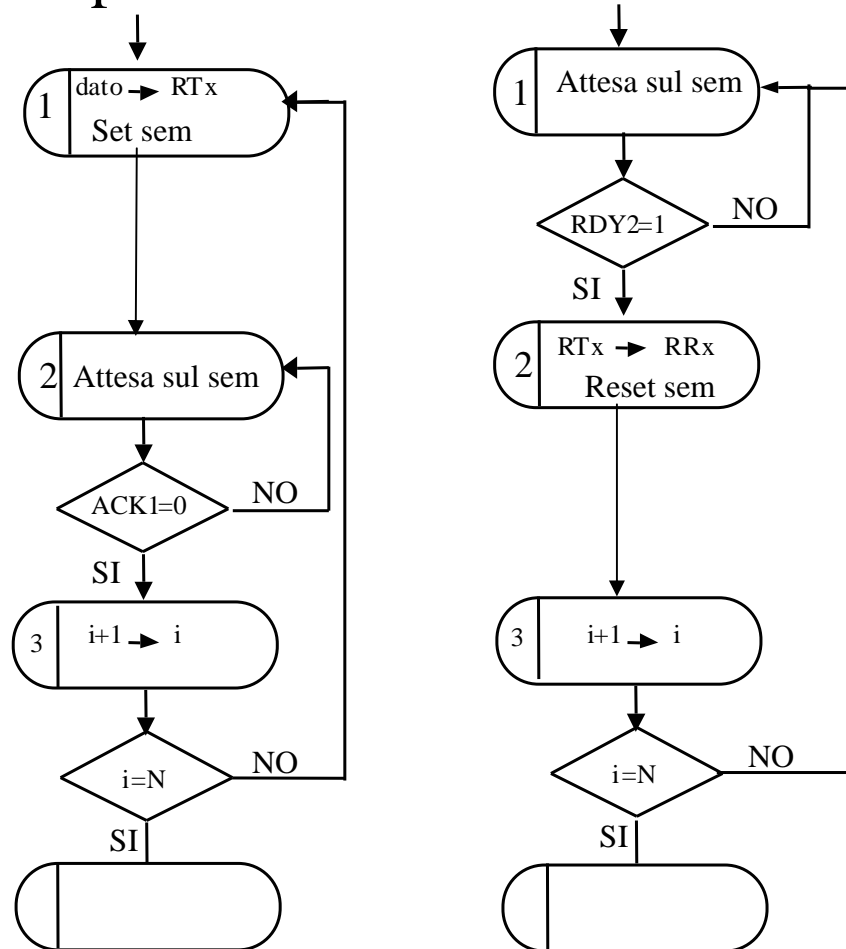 1
dato → RTx
Set sem
2
Attesa sul sem
ACK1=0
NO
SI
3
i+1 → i
i=N
NO
SI
1
Attesa sul sem
RDY2=1
NO
SI
2
RTx → RRx
Reset sem
3
i+1 → i
i=N
NO
SI